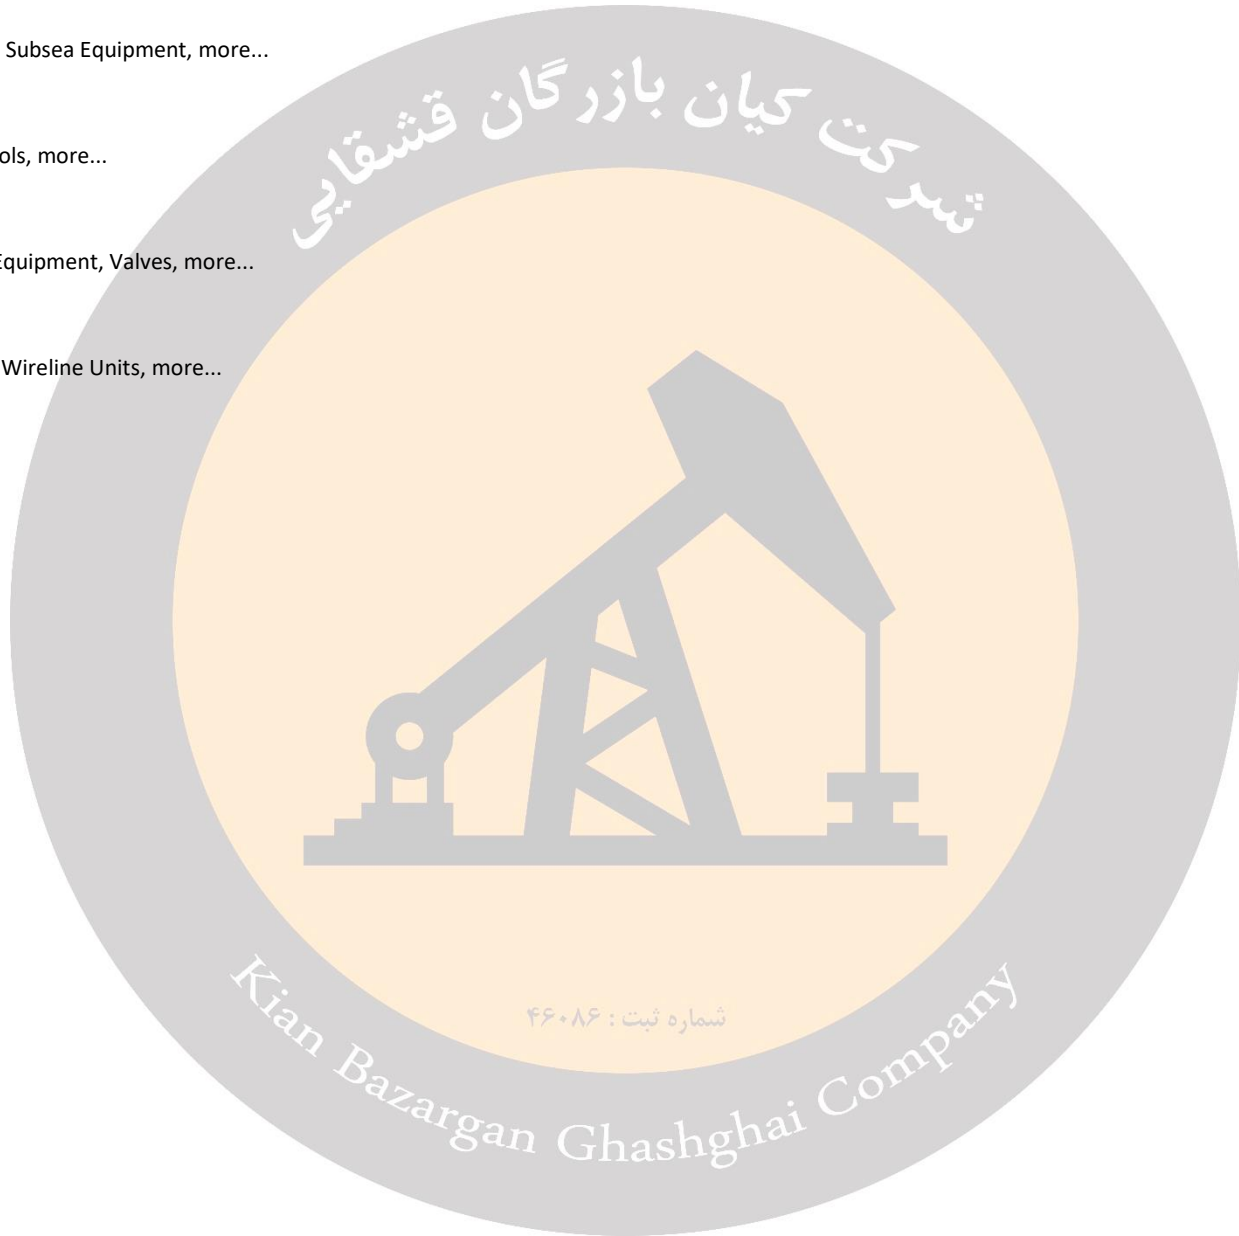 Subsea Equipment, more...
شرکت کیان بازرگان قشقایی
ols, more...
Equipment, Valves, more...
Wireline Units, more...
شماره ثبت : ۴۶۰۸۶
Kian Bazargan Ghashghai Company